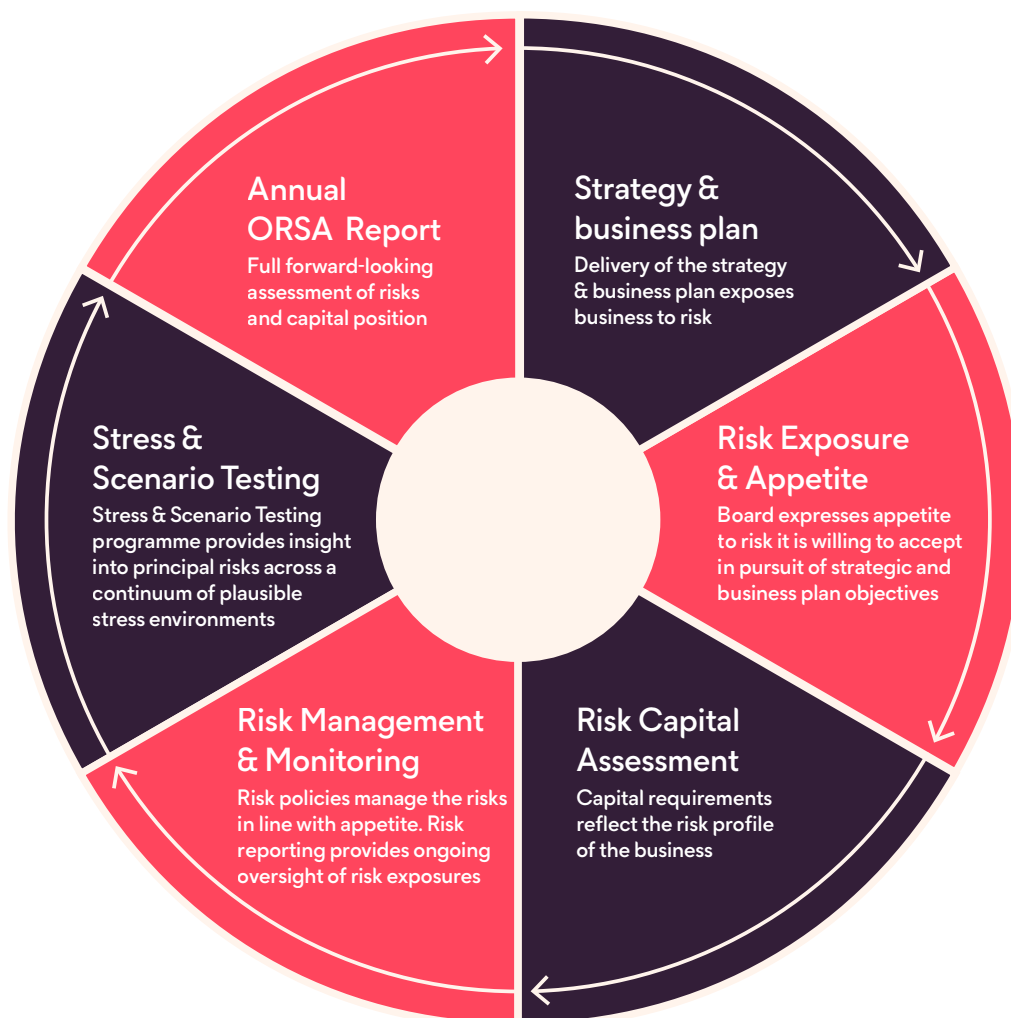 Annual
ORSA Report
Full forward-looking
assessment of risks
and capital position
Strategy &
business plan
Delivery of the strategy
& business plan exposes
business to risk
Risk Exposure
& Appetite
Board expresses appetite
to risk it is willing to accept
in pursuit of strategic and
business plan objectives
Risk Capital
Assessment
Capital requirements
reflect the risk profile
of the business
Risk Management
& Monitoring
Risk policies manage the risks
in line with appetite. Risk
reporting provides ongoing
oversight of risk exposures
Stress &
Scenario Testing
Stress & Scenario Testing
programme provides insight
into principal risks across a
continuum of plausible
stress environments